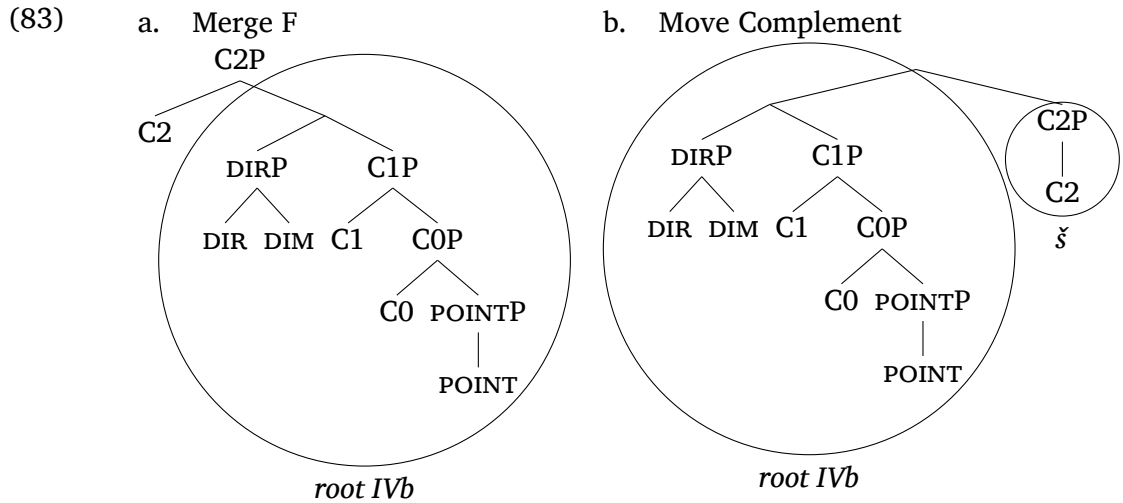 (83) a. Merge F b. Move Complement
C2P
C2P
C2
DIRP C1P DIRP C1P
C2
DIR DIM C1 C0P DIR DIM C1 C0P
š
C0 POINTP C0 POINTP
POINT POINT
root IVb root IVb